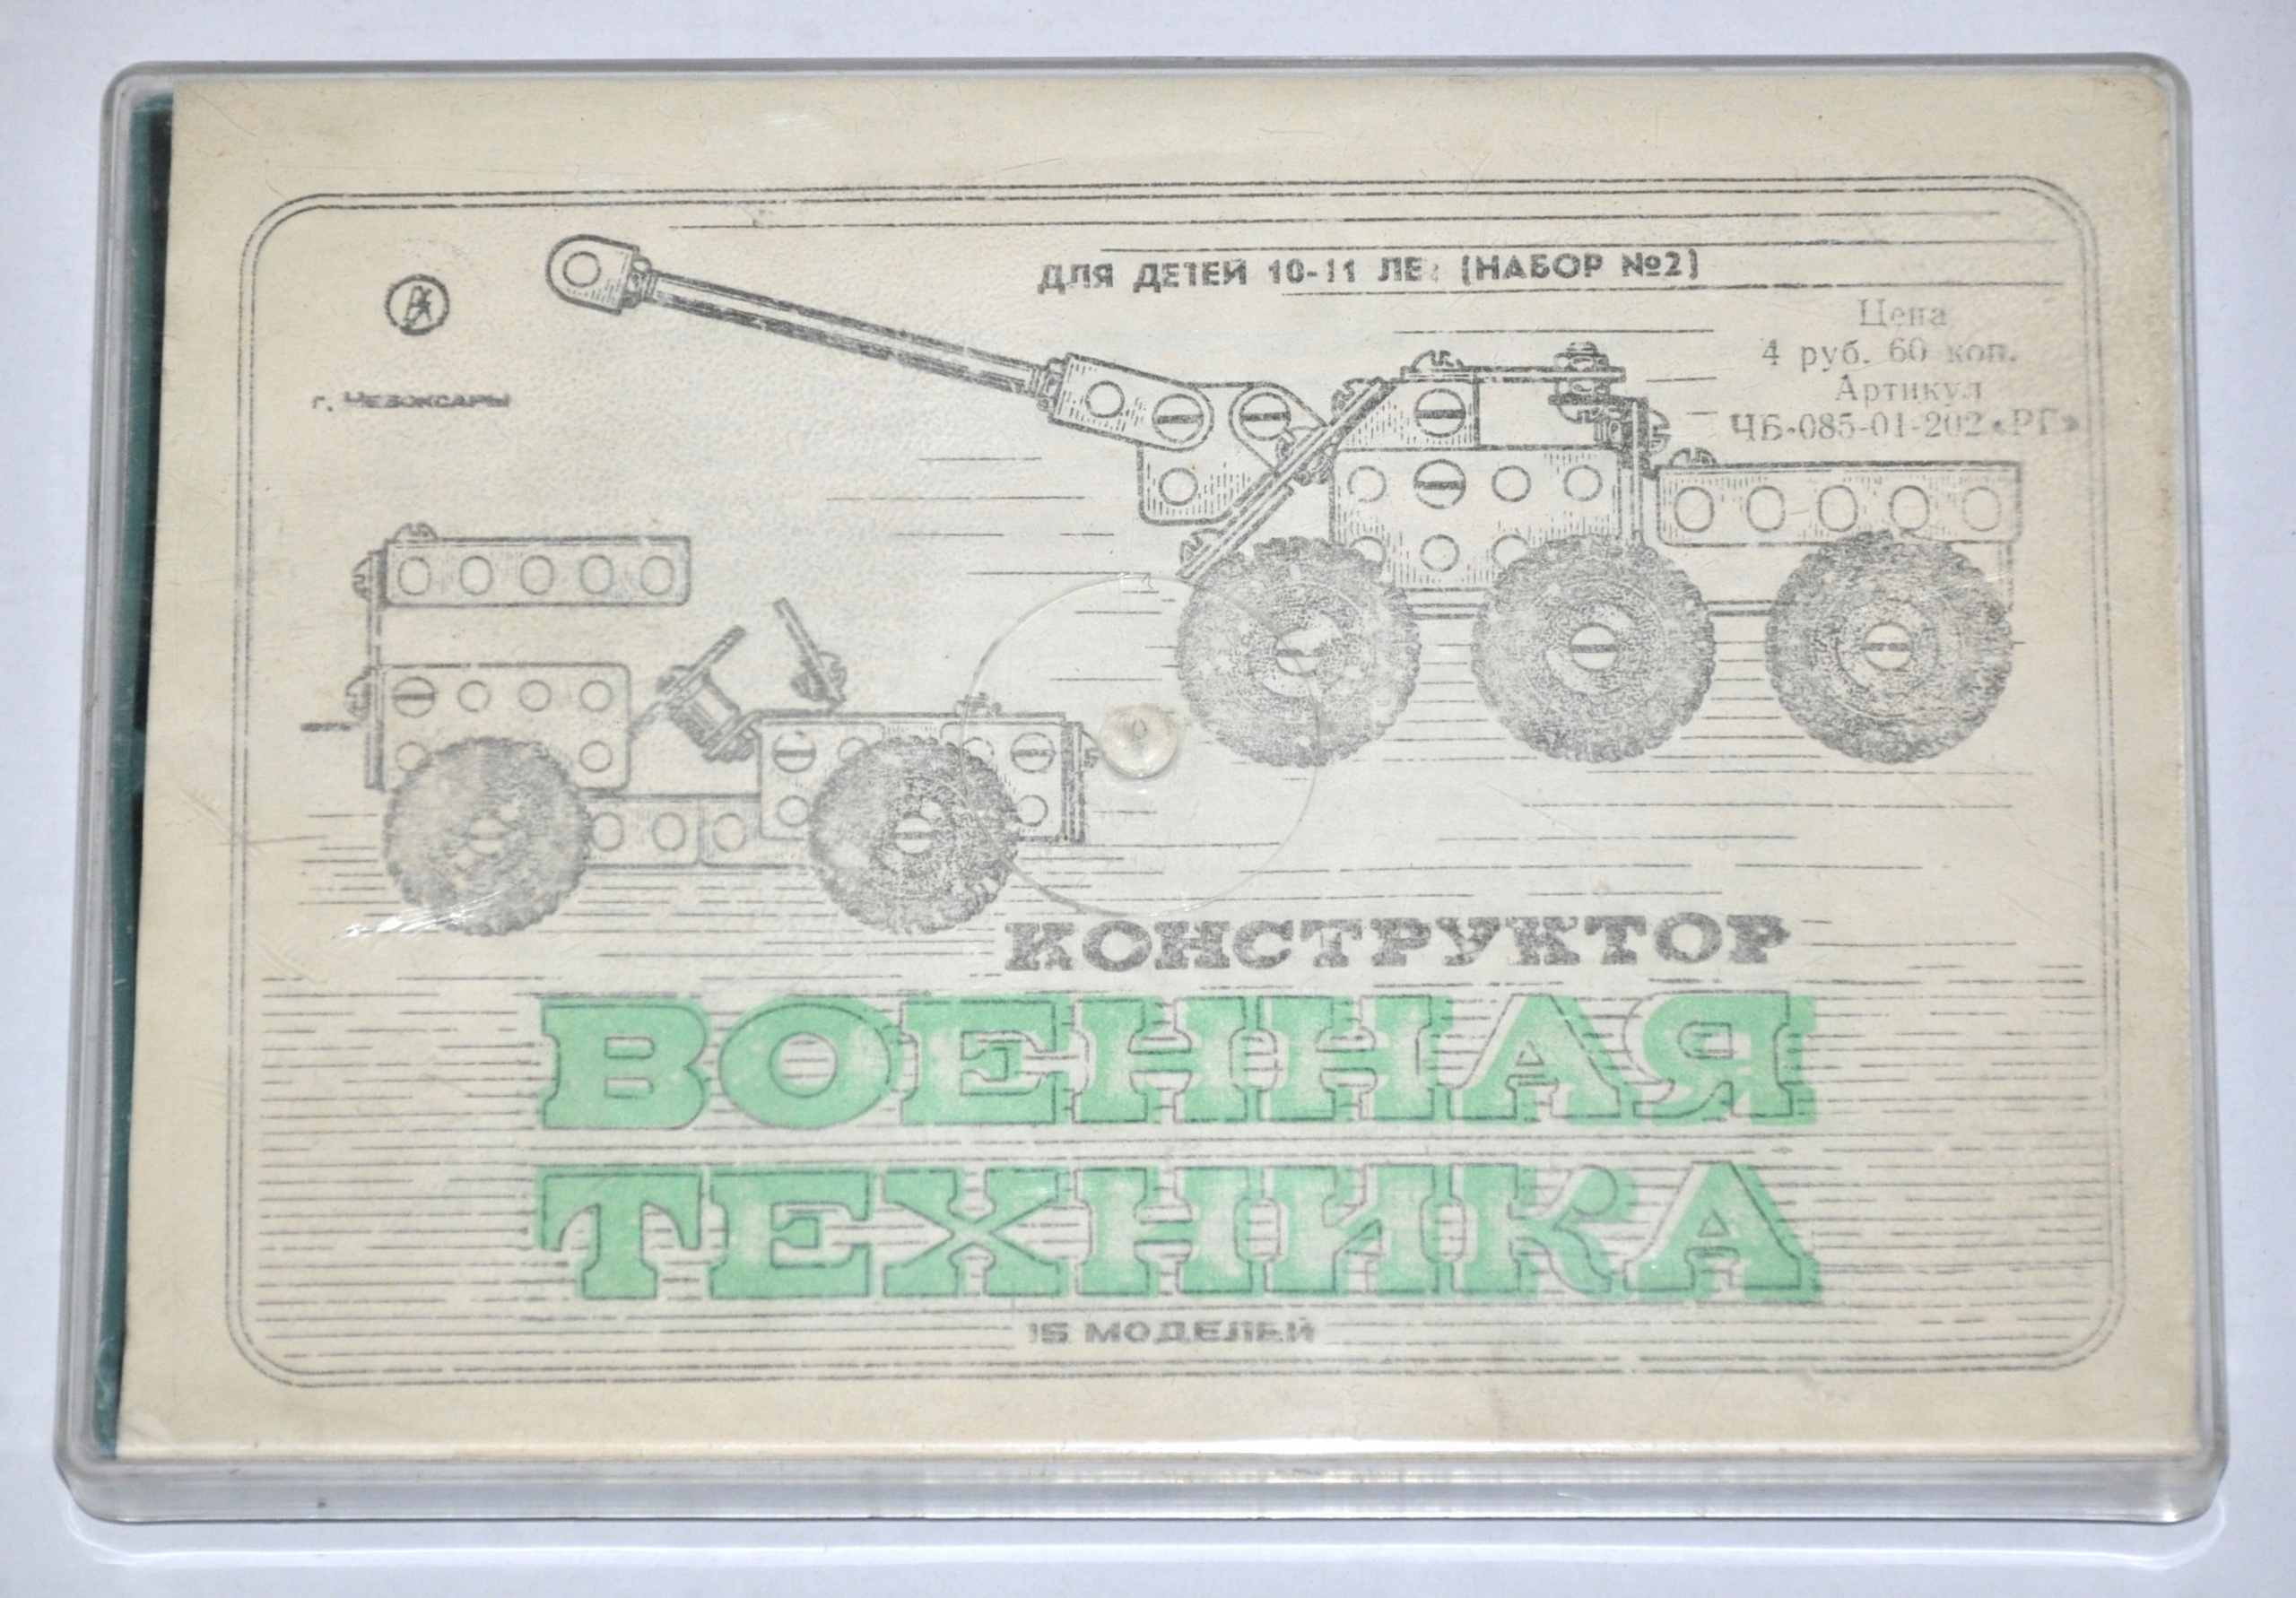 ДЛЯ ДЕТЕЙ 10-11 ЛЕТ (НАБОР №2)
г. ЧЕБОКСАРЫ
Цена
4 руб. 60 коп.
Артикул
ЧБ-085-01-202 «РГ»
КОНСТРУКТОР
ВОЕННАЯ
ТЕХНИКА
МОДЕЛЕЙ